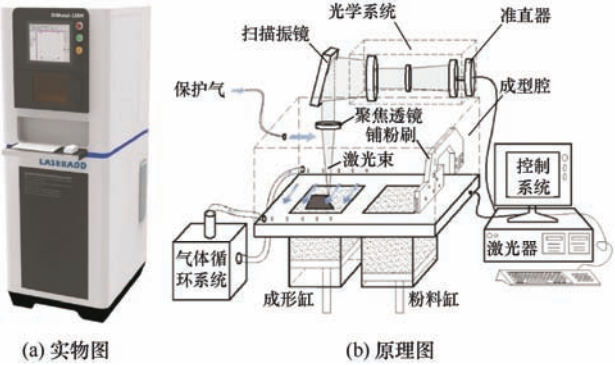 光学系统
准直器
扫描振镜
保护气
成型腔
聚焦透镜
铺粉刷
激光束
控制
系统
气体循
环系统
激光器
成形缸
粉料缸
LASERADD
(a) 实物图
(b) 原理图